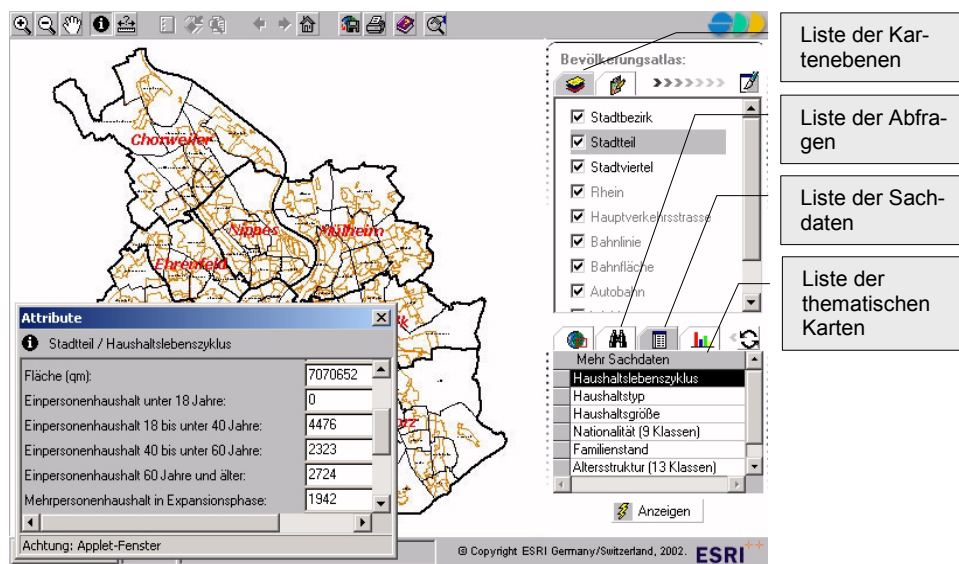 Bevölkerungsatlas:
Stadtbezirk
Stadtteil
Stadtviertel
Rhein
Hauptverkehrsstrasse
Bahnlinie
Bahnfläche
Autobahn
Mehr Sachdaten
Haushaltslebenszyklus
Haushaltstyp
Haushaltsgröße
Nationalität (9 Klassen)
Familienstand
Altersstruktur (13 Klassen)
Anzeigen
Liste der Kar-
tenebenen
Liste der Abfra-
gen
Liste der Sach-
daten
Liste der
thematischen
Karten
Chorweiler
Nippes
Mülheim
Ehrenfeld
Attribute
Stadtteil / Haushaltslebenszyklus
Fläche (qm): 7070652
Einpersonenhaushalt unter 18 Jahre: 0
Einpersonenhaushalt 18 bis unter 40 Jahre: 4476
Einpersonenhaushalt 40 bis unter 60 Jahre: 2323
Einpersonenhaushalt 60 Jahre und älter: 2724
Mehrpersonenhaushalt in Expansionsphase: 1942
Achtung: Applet-Fenster
© Copyright ESRI Germany/Switzerland, 2002. ESRI++